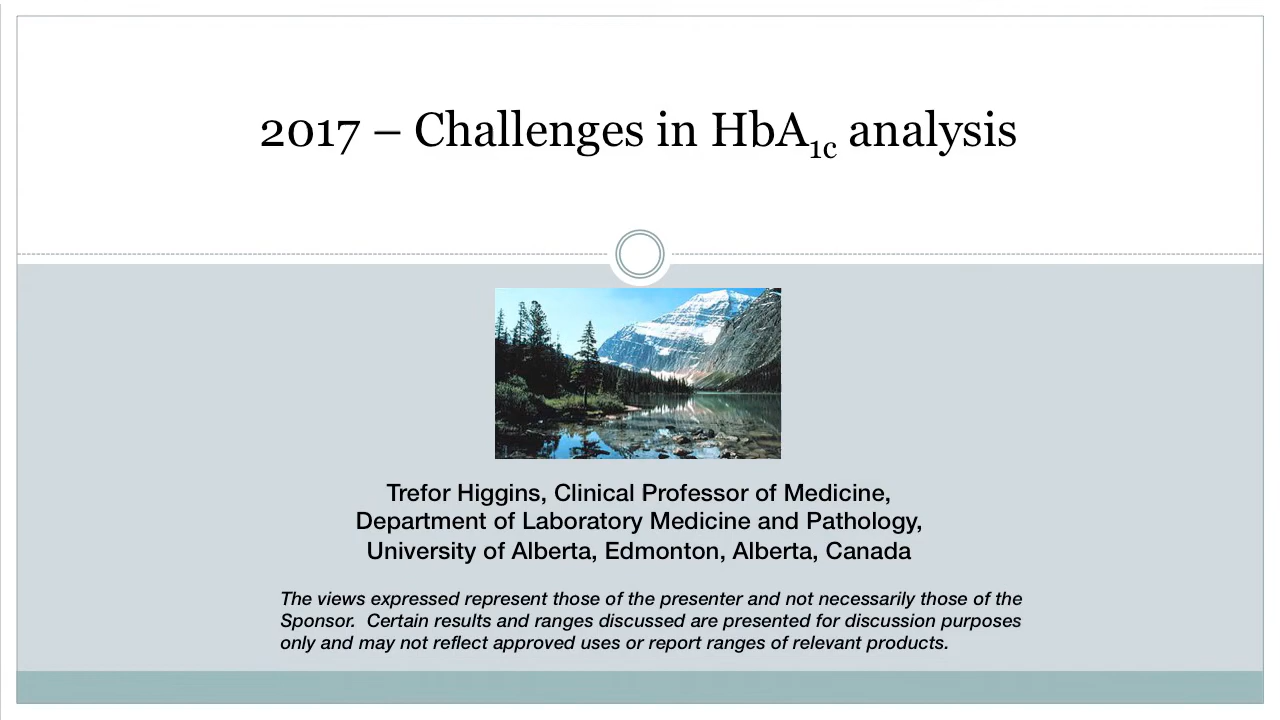 2017 – Challenges in HbA1c analysis
Trefor Higgins, Clinical Professor of Medicine,
Department of Laboratory Medicine and Pathology,
University of Alberta, Edmonton, Alberta, Canada
The views expressed represent those of the presenter and not necessarily those of the
Sponsor.  Certain results and ranges discussed are presented for discussion purposes
only and may not reflect approved uses or report ranges of relevant products.